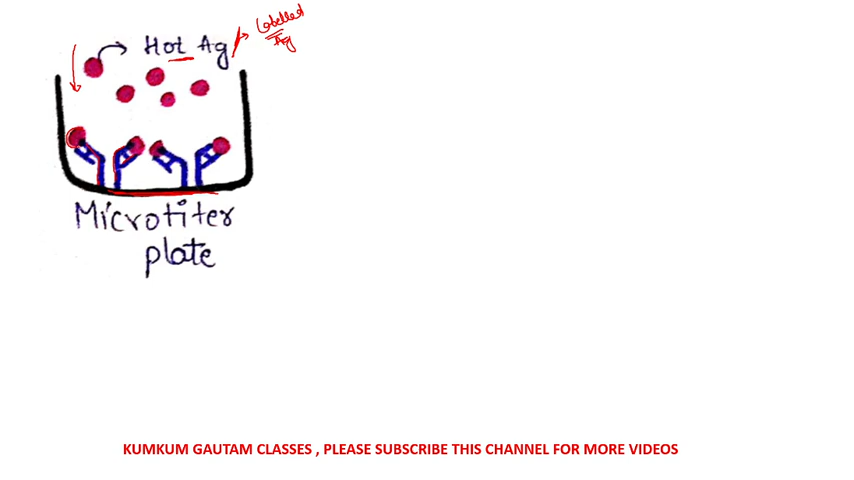 Labelled
Ag
Hot Ag
Microtiter
plate
KUMKUM GAUTAM CLASSES , PLEASE SUBSCRIBE THIS CHANNEL FOR MORE VIDEOS